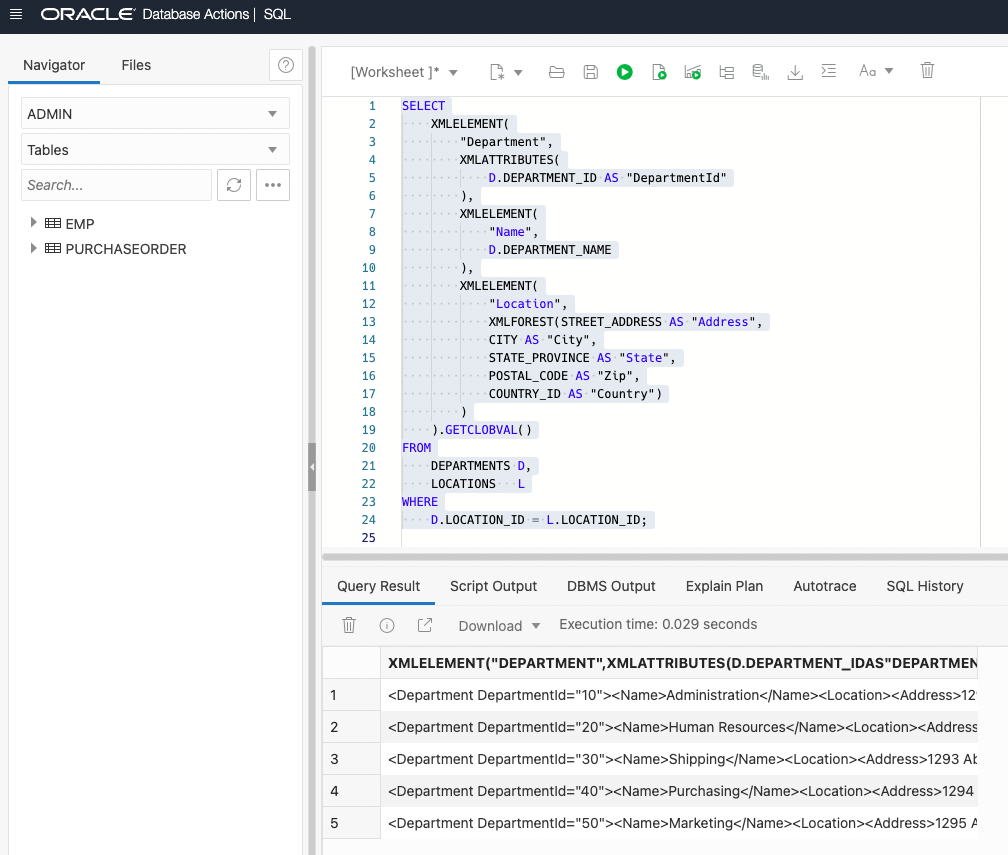 ORACLE Database Actions | SQL
Navigator
Files
ADMIN
Tables
Search...
EMP
PURCHASEORDER
[Worksheet ]*
Aa
1 SELECT
2 XMLELEMENT(
3 "Department",
4 XMLATTRIBUTES(
5 D.DEPARTMENT_ID AS "DepartmentId"
6 ),
7 XMLELEMENT(
8 "Name",
9 D.DEPARTMENT_NAME
10 ),
11 XMLELEMENT(
12 "Location",
13 XMLFOREST(STREET_ADDRESS AS "Address",
14 CITY AS "City",
15 STATE_PROVINCE AS "State",
16 POSTAL_CODE AS "Zip",
17 COUNTRY_ID AS "Country")
18 )
19 ).GETCLOBVAL()
20 FROM
21 DEPARTMENTS D,
22 LOCATIONS L
23 WHERE
24 D.LOCATION_ID = L.LOCATION_ID;
25
Query Result Script Output DBMS Output Explain Plan Autotrace SQL History
Download Execution time: 0.029 seconds
XMLELEMENT("DEPARTMENT",XMLATTRIBUTES(D.DEPARTMENT_IDAS"DEPARTMEN
1 <Department DepartmentId="10"><Name>Administration</Name><Location><Address>129
2 <Department DepartmentId="20"><Name>Human Resources</Name><Location><Address
3 <Department DepartmentId="30"><Name>Shipping</Name><Location><Address>1293 Ab
4 <Department DepartmentId="40"><Name>Purchasing</Name><Location><Address>1294
5 <Department DepartmentId="50"><Name>Marketing</Name><Location><Address>1295 A